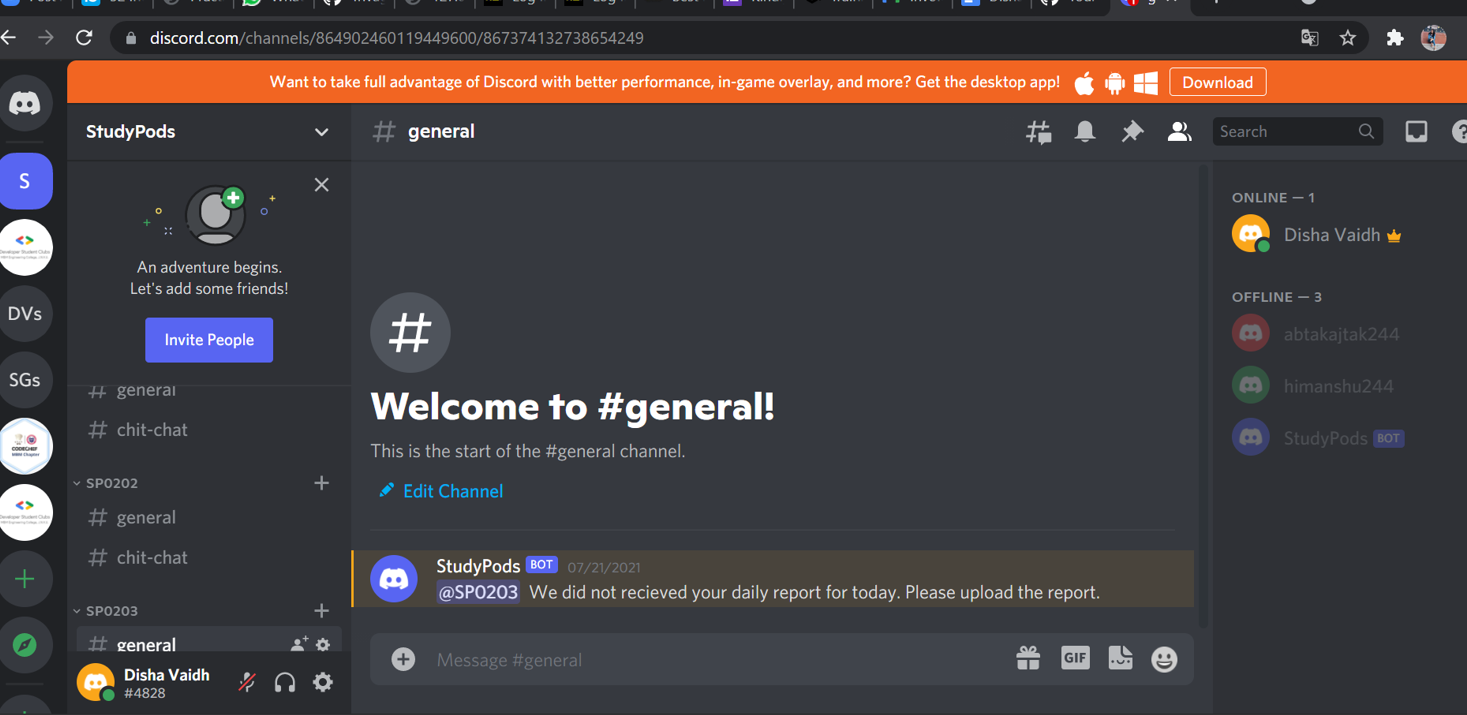 discord.com/channels/864902460119449600/867374132738654249
Want to take full advantage of Discord with better performance, in-game overlay, and more? Get the desktop app!
Download
StudyPods
general
Search
S
DVs
SGs
An adventure begins.
Let's add some friends!
Invite People
general
chit-chat
SP0202
general
chit-chat
SP0203
general
Disha Vaidh
#4828
Welcome to #general!
This is the start of the #general channel.
Edit Channel
StudyPods BOT 07/21/2021
@SP0203 We did not recieved your daily report for today. Please upload the report.
Message #general
GIF
ONLINE — 1
Disha Vaidh
OFFLINE — 3
abtakajtak244
himanshu244
StudyPods BOT